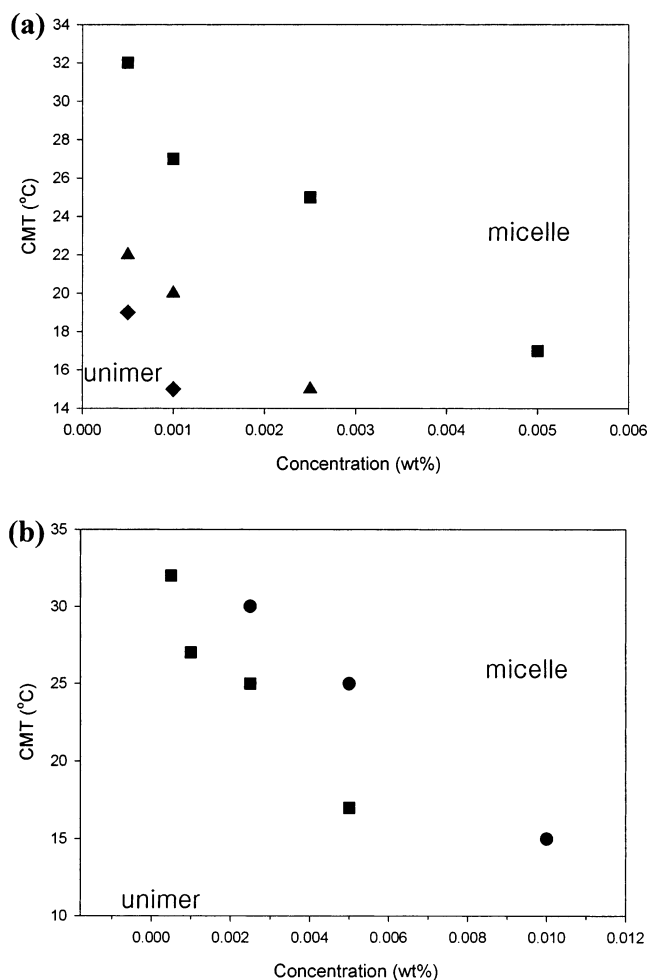 (a)
34
32
30
28
26
24
22
20
18
16
14
CMT (°C)
micelle
unimer
0.000 0.001 0.002 0.003 0.004 0.005 0.006
Concentration (wt%)
(b)
35
30
25
20
15
10
CMT (°C)
micelle
unimer
0.000 0.002 0.004 0.006 0.008 0.010 0.012
Concentration (wt%)